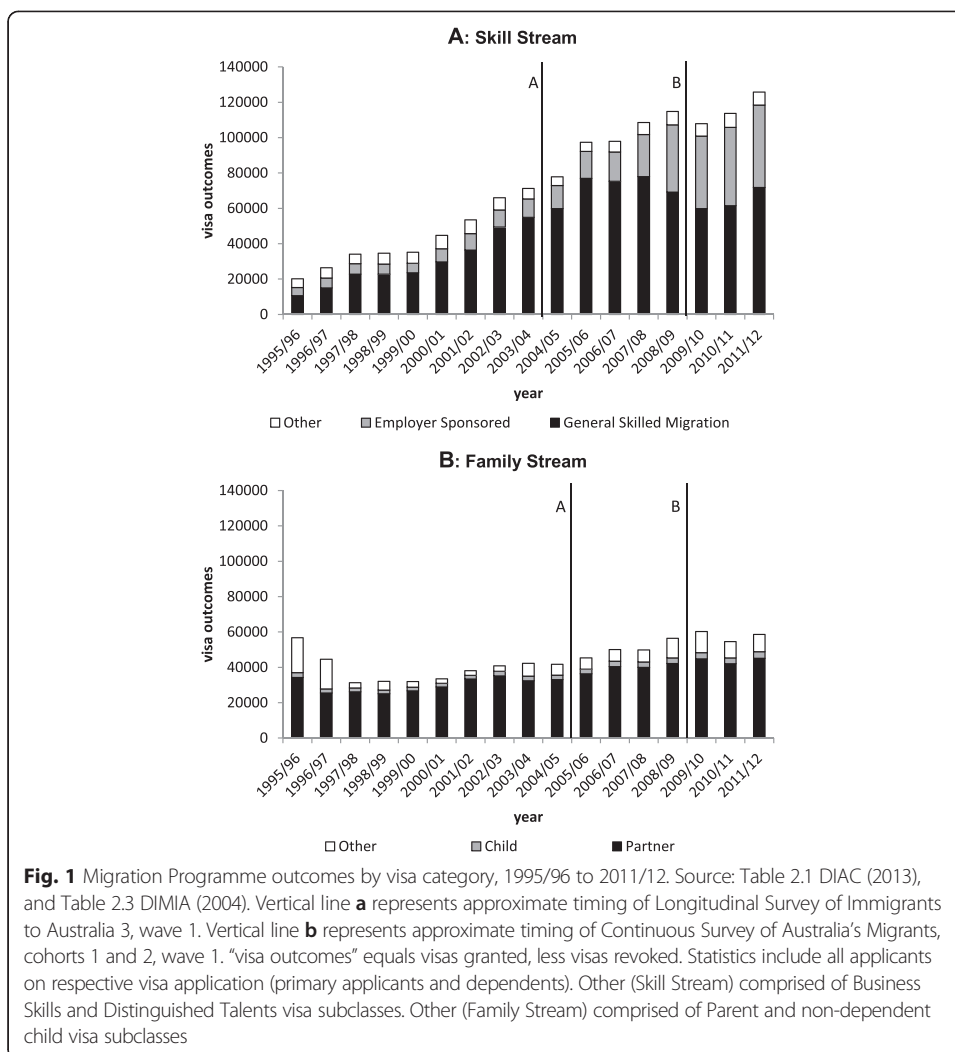 A: Skill Stream
140000
120000
100000
80000
60000
40000
20000
0
visa outcomes
A
B
1995/96
1996/97
1997/98
1998/99
1999/00
2000/01
2001/02
2002/03
2003/04
2004/05
2005/06
2006/07
2007/08
2008/09
2009/10
2010/11
2011/12
year
Other Employer Sponsored General Skilled Migration
B: Family Stream
140000
120000
100000
80000
60000
40000
20000
0
visa outcomes
A
B
1995/96
1996/97
1997/98
1998/99
1999/00
2000/01
2001/02
2002/03
2003/04
2004/05
2005/06
2006/07
2007/08
2008/09
2009/10
2010/11
2011/12
year
Other Child Partner
Fig. 1 Migration Programme outcomes by visa category, 1995/96 to 2011/12. Source: Table 2.1 DIAC (2013),
and Table 2.3 DIMIA (2004). Vertical line a represents approximate timing of Longitudinal Survey of Immigrants
to Australia 3, wave 1. Vertical line b represents approximate timing of Continuous Survey of Australia's Migrants,
cohorts 1 and 2, wave 1. “visa outcomes” equals visas granted, less visas revoked. Statistics include all applicants
on respective visa application (primary applicants and dependents). Other (Skill Stream) comprised of Business
Skills and Distinguished Talents visa subclasses. Other (Family Stream) comprised of Parent and non-dependent
child visa subclasses